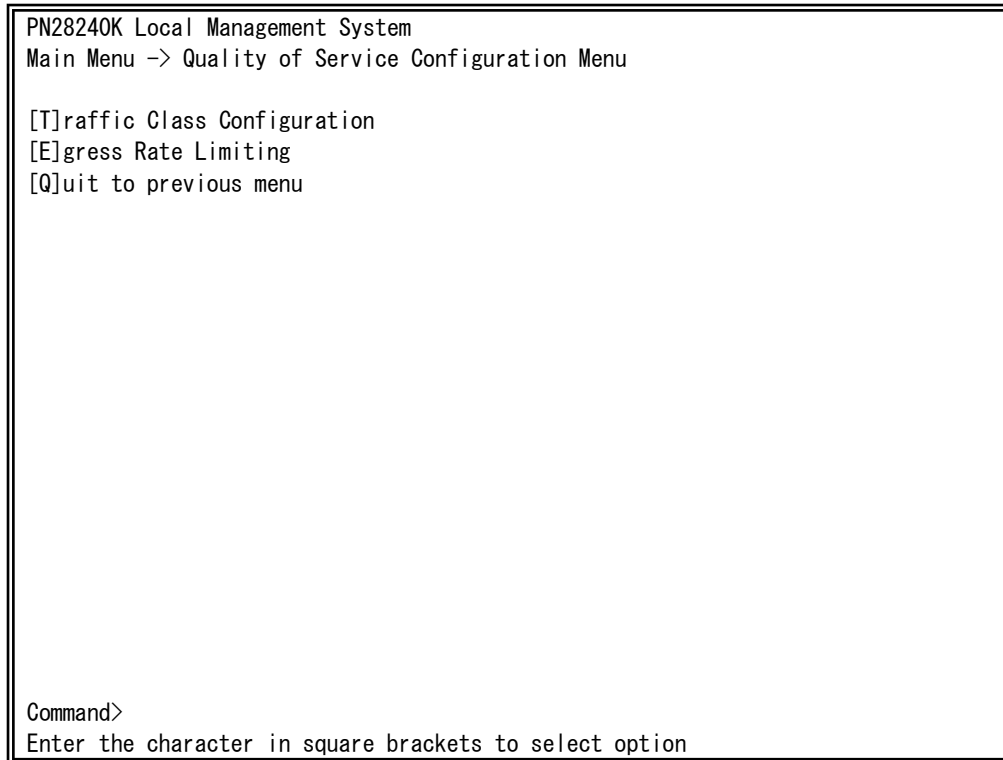 PN28240K Local Management System
Main Menu -> Quality of Service Configuration Menu
[T]raffic Class Configuration
[E]gress Rate Limiting
[Q]uit to previous menu
Command>
Enter the character in square brackets to select option